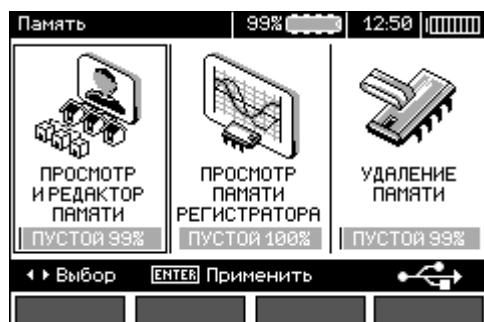 Память 99% 12:50
ПРОСМОТР
И РЕДАКТОР
ПАМЯТИ
ПУСТОЙ 99%
ПРОСМОТР
ПАМЯТИ
РЕГИСТРАТОРА
ПУСТОЙ 100%
УДАЛЕНИЕ
ПАМЯТИ
ПУСТОЙ 99%
Выбор ENTER Применить